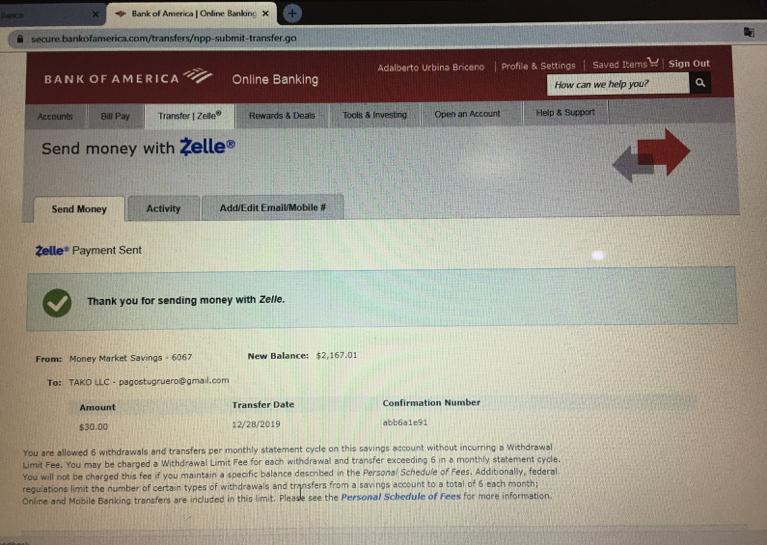 Banco
Bank of America | Online Banking
secure.bankofamerica.com/transfers/npp-submit-transfer.go
Adalberto Urbina Briceno | Profile & Settings | Saved Items | Sign Out
BANK OF AMERICA Online Banking
How can we help you?
Accounts Bill Pay Transfer | Zelle® Rewards & Deals Tools & Investing Open an Account Help & Support
Send money with Zelle®
Send Money Activity Add/Edit Email/Mobile #
Zelle® Payment Sent
Thank you for sending money with Zelle.
From: Money Market Savings - 6067 New Balance: $2,167.01
To: TAKO LLC - pagostugruero@gmail.com
Amount Transfer Date Confirmation Number
$30.00 12/28/2019 abb6a1e91
You are allowed 6 withdrawals and transfers per monthly statement cycle on this savings account without incurring a Withdrawal
Limit Fee. You may be charged a Withdrawal Limit Fee for each withdrawal and transfer exceeding 6 in a monthly statement cycle.
You will not be charged this fee if you maintain a specific balance described in the Personal Schedule of Fees. Additionally, federal
regulations limit the number of certain types of withdrawals and transfers from a savings account to a total of 6 each month;
Online and Mobile Banking transfers are included in this limit. Please see the Personal Schedule of Fees for more information.